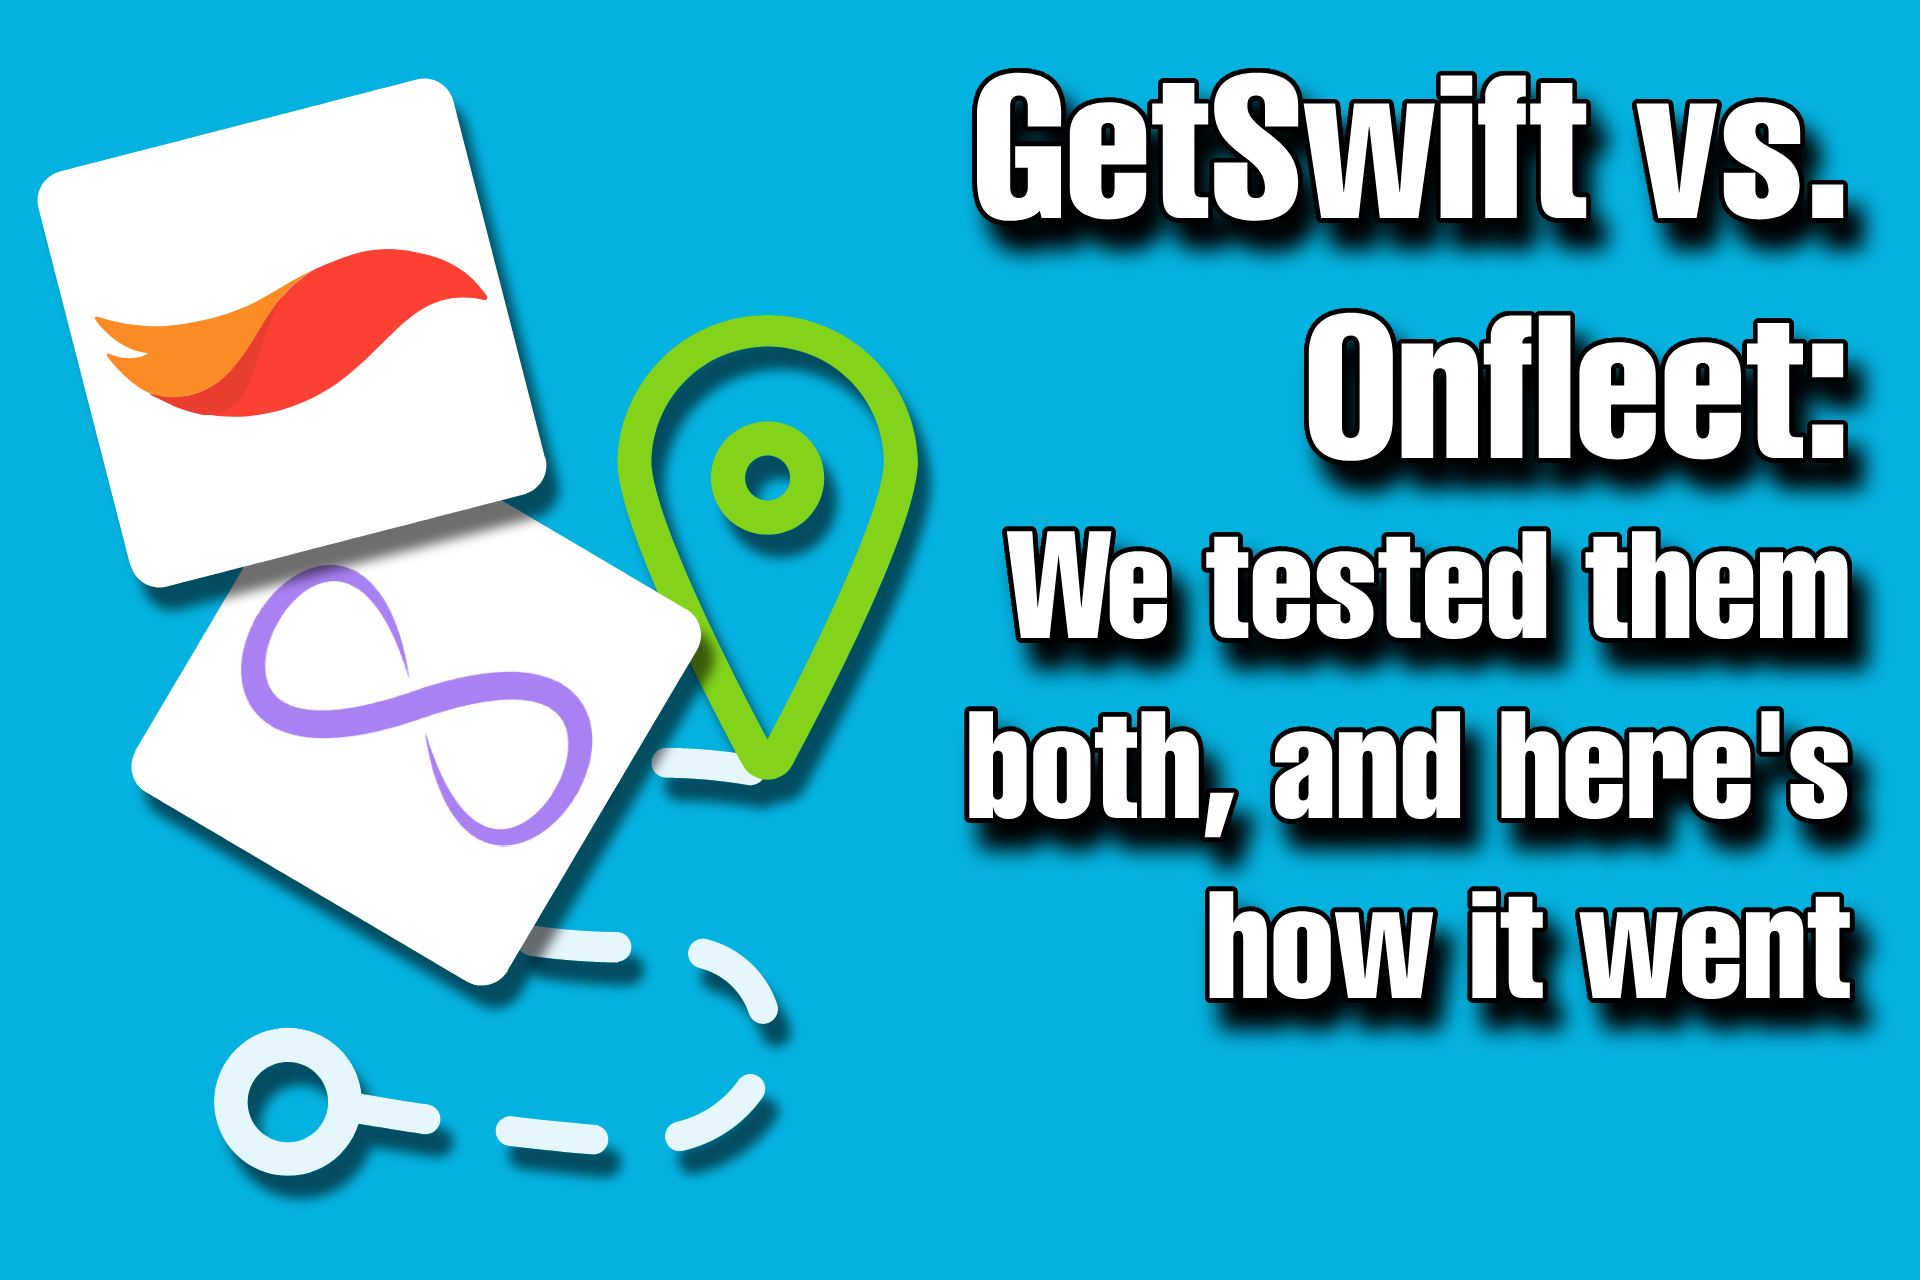 GetSwift vs.
Onfleet:
We tested them
both, and here's
how it went